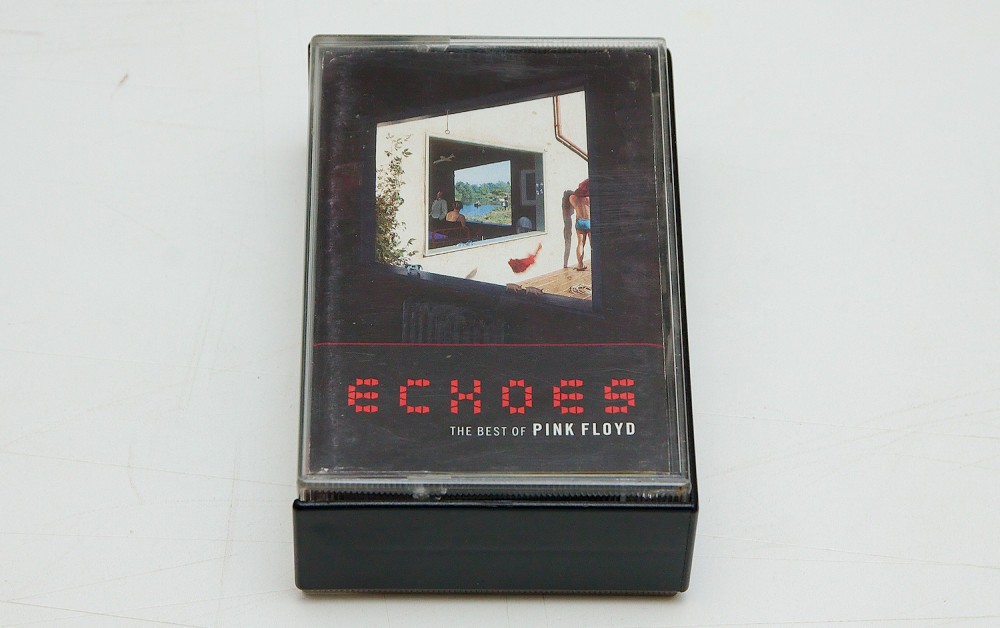 ECHOES
THE BEST OF PINK FLOYD